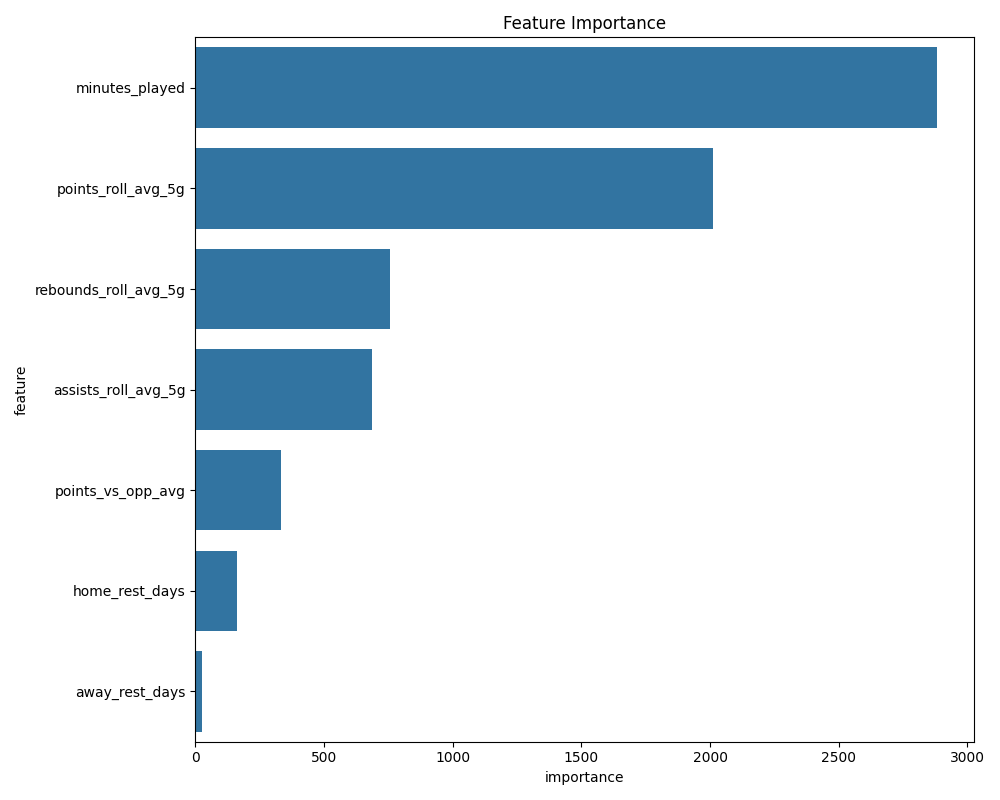 Feature Importance
minutes_played
points_roll_avg_5g
rebounds_roll_avg_5g
assists_roll_avg_5g
points_vs_opp_avg
home_rest_days
away_rest_days
feature
0 500 1000 1500 2000 2500 3000
importance